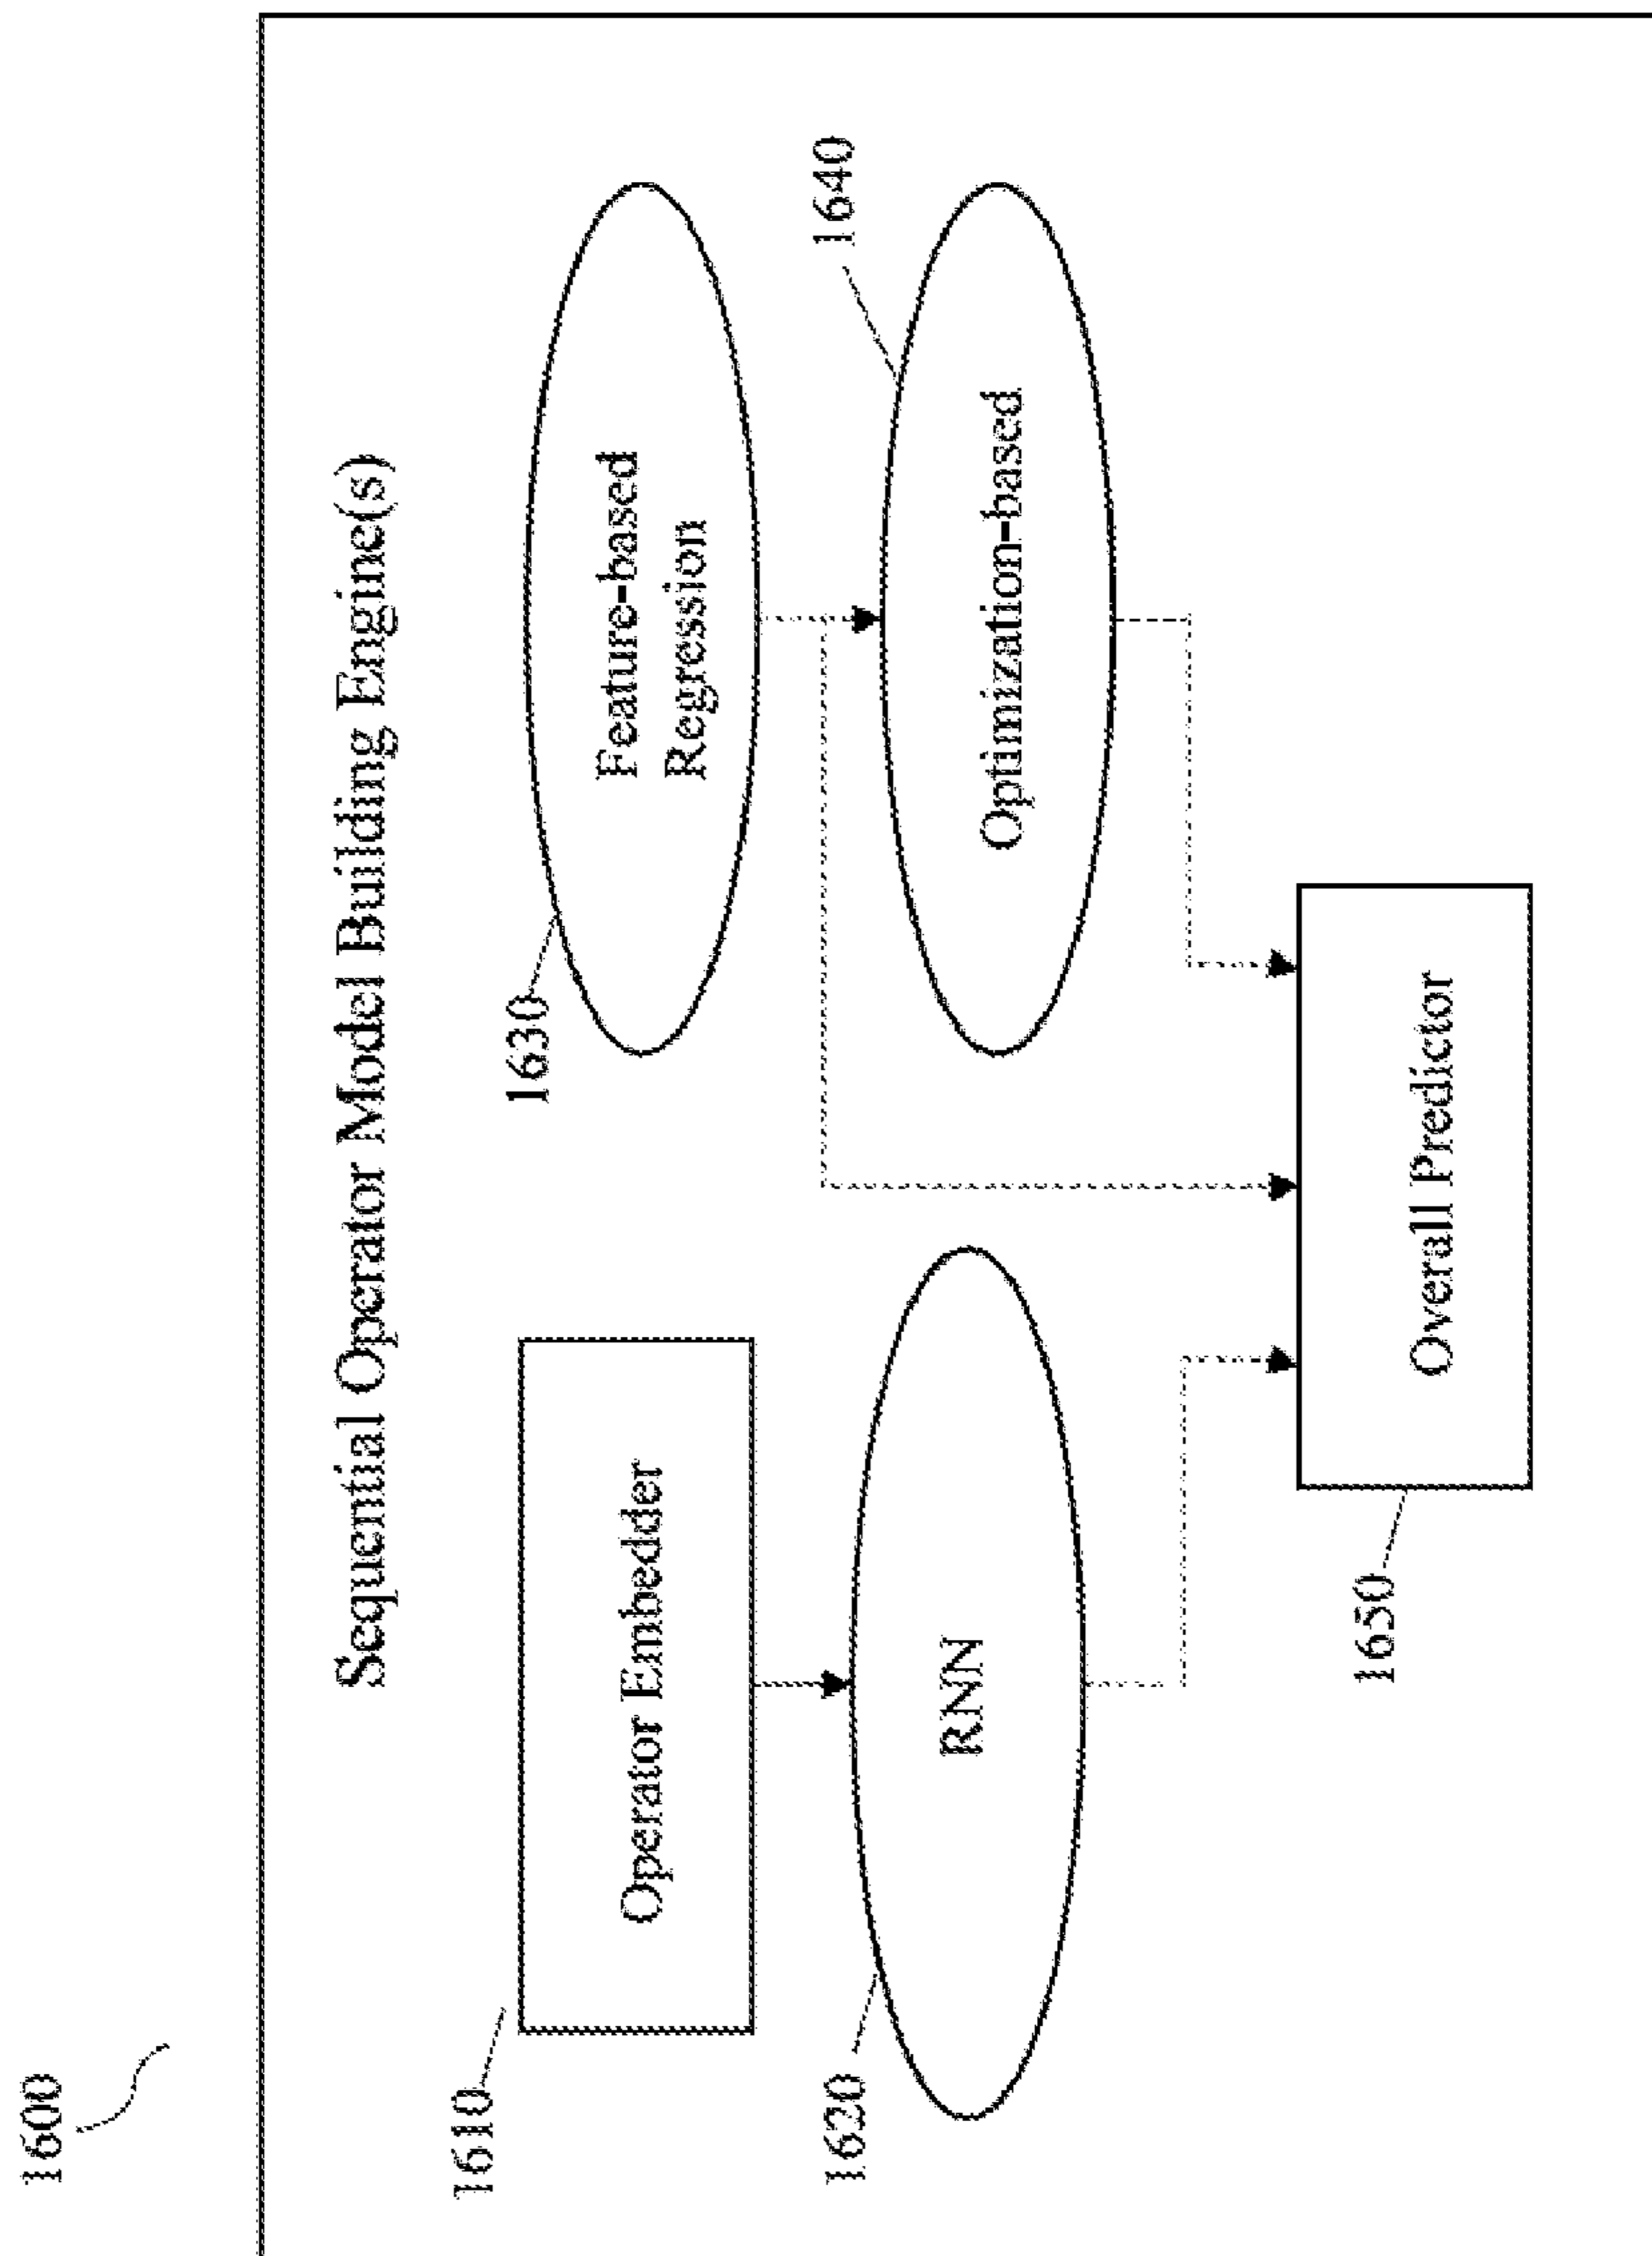 1600
Sequential Operator Model Building Engine(s)
1610
Operator Embedder
1630
Feature-based
Regression
1620
RNN
1640
Optimization-based
1650
Overall Predictor